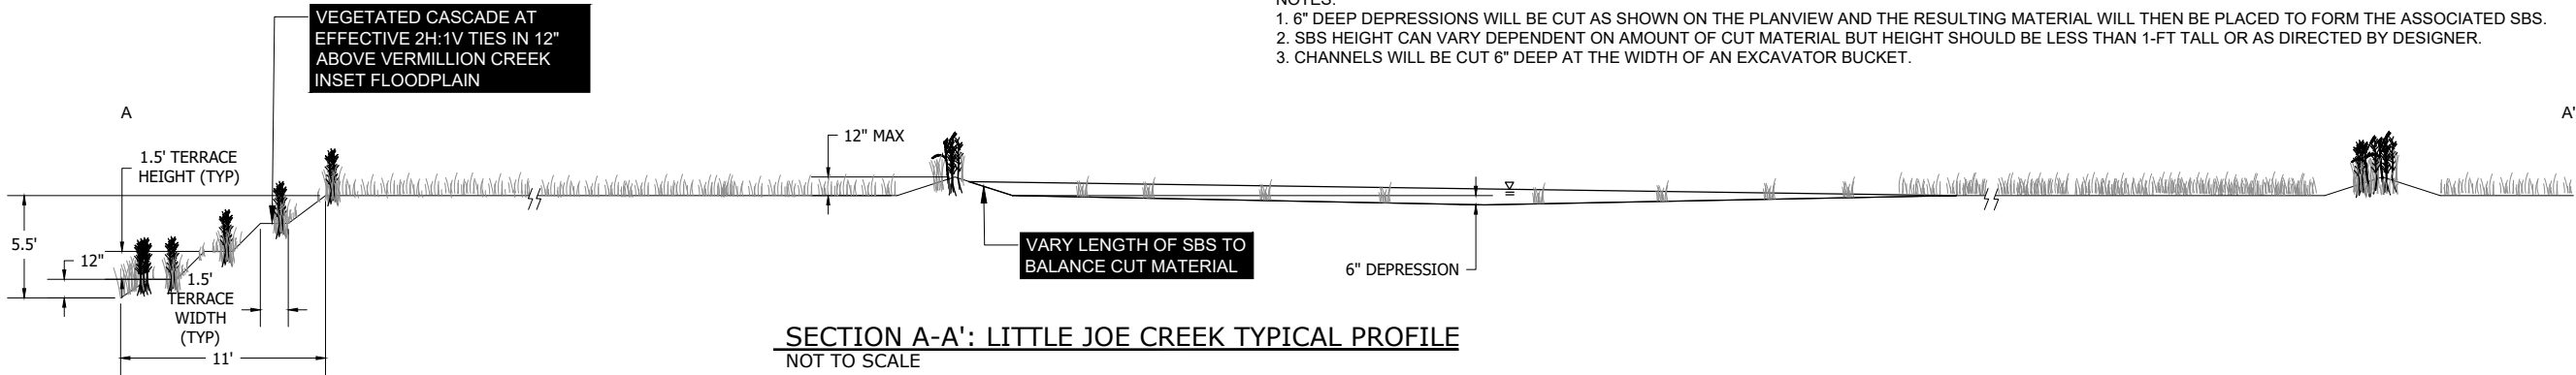 NOTES:
1. 6" DEEP DEPRESSIONS WILL BE CUT AS SHOWN ON THE PLANVIEW AND THE RESULTING MATERIAL WILL THEN BE PLACED TO FORM THE ASSOCIATED SBS.
2. SBS HEIGHT CAN VARY DEPENDENT ON AMOUNT OF CUT MATERIAL BUT HEIGHT SHOULD BE LESS THAN 1-FT TALL OR AS DIRECTED BY DESIGNER.
3. CHANNELS WILL BE CUT 6" DEEP AT THE WIDTH OF AN EXCAVATOR BUCKET.
VEGETATED CASCADE AT
EFFECTIVE 2H:1V TIES IN 12"
ABOVE VERMILLION CREEK
INSET FLOODPLAIN
A
A'
1.5' TERRACE
HEIGHT (TYP)
12" MAX
5.5'
12"
1.5'
TERRACE
WIDTH
(TYP)
11'
VARY LENGTH OF SBS TO
BALANCE CUT MATERIAL
6" DEPRESSION
SECTION A-A': LITTLE JOE CREEK TYPICAL PROFILE
NOT TO SCALE